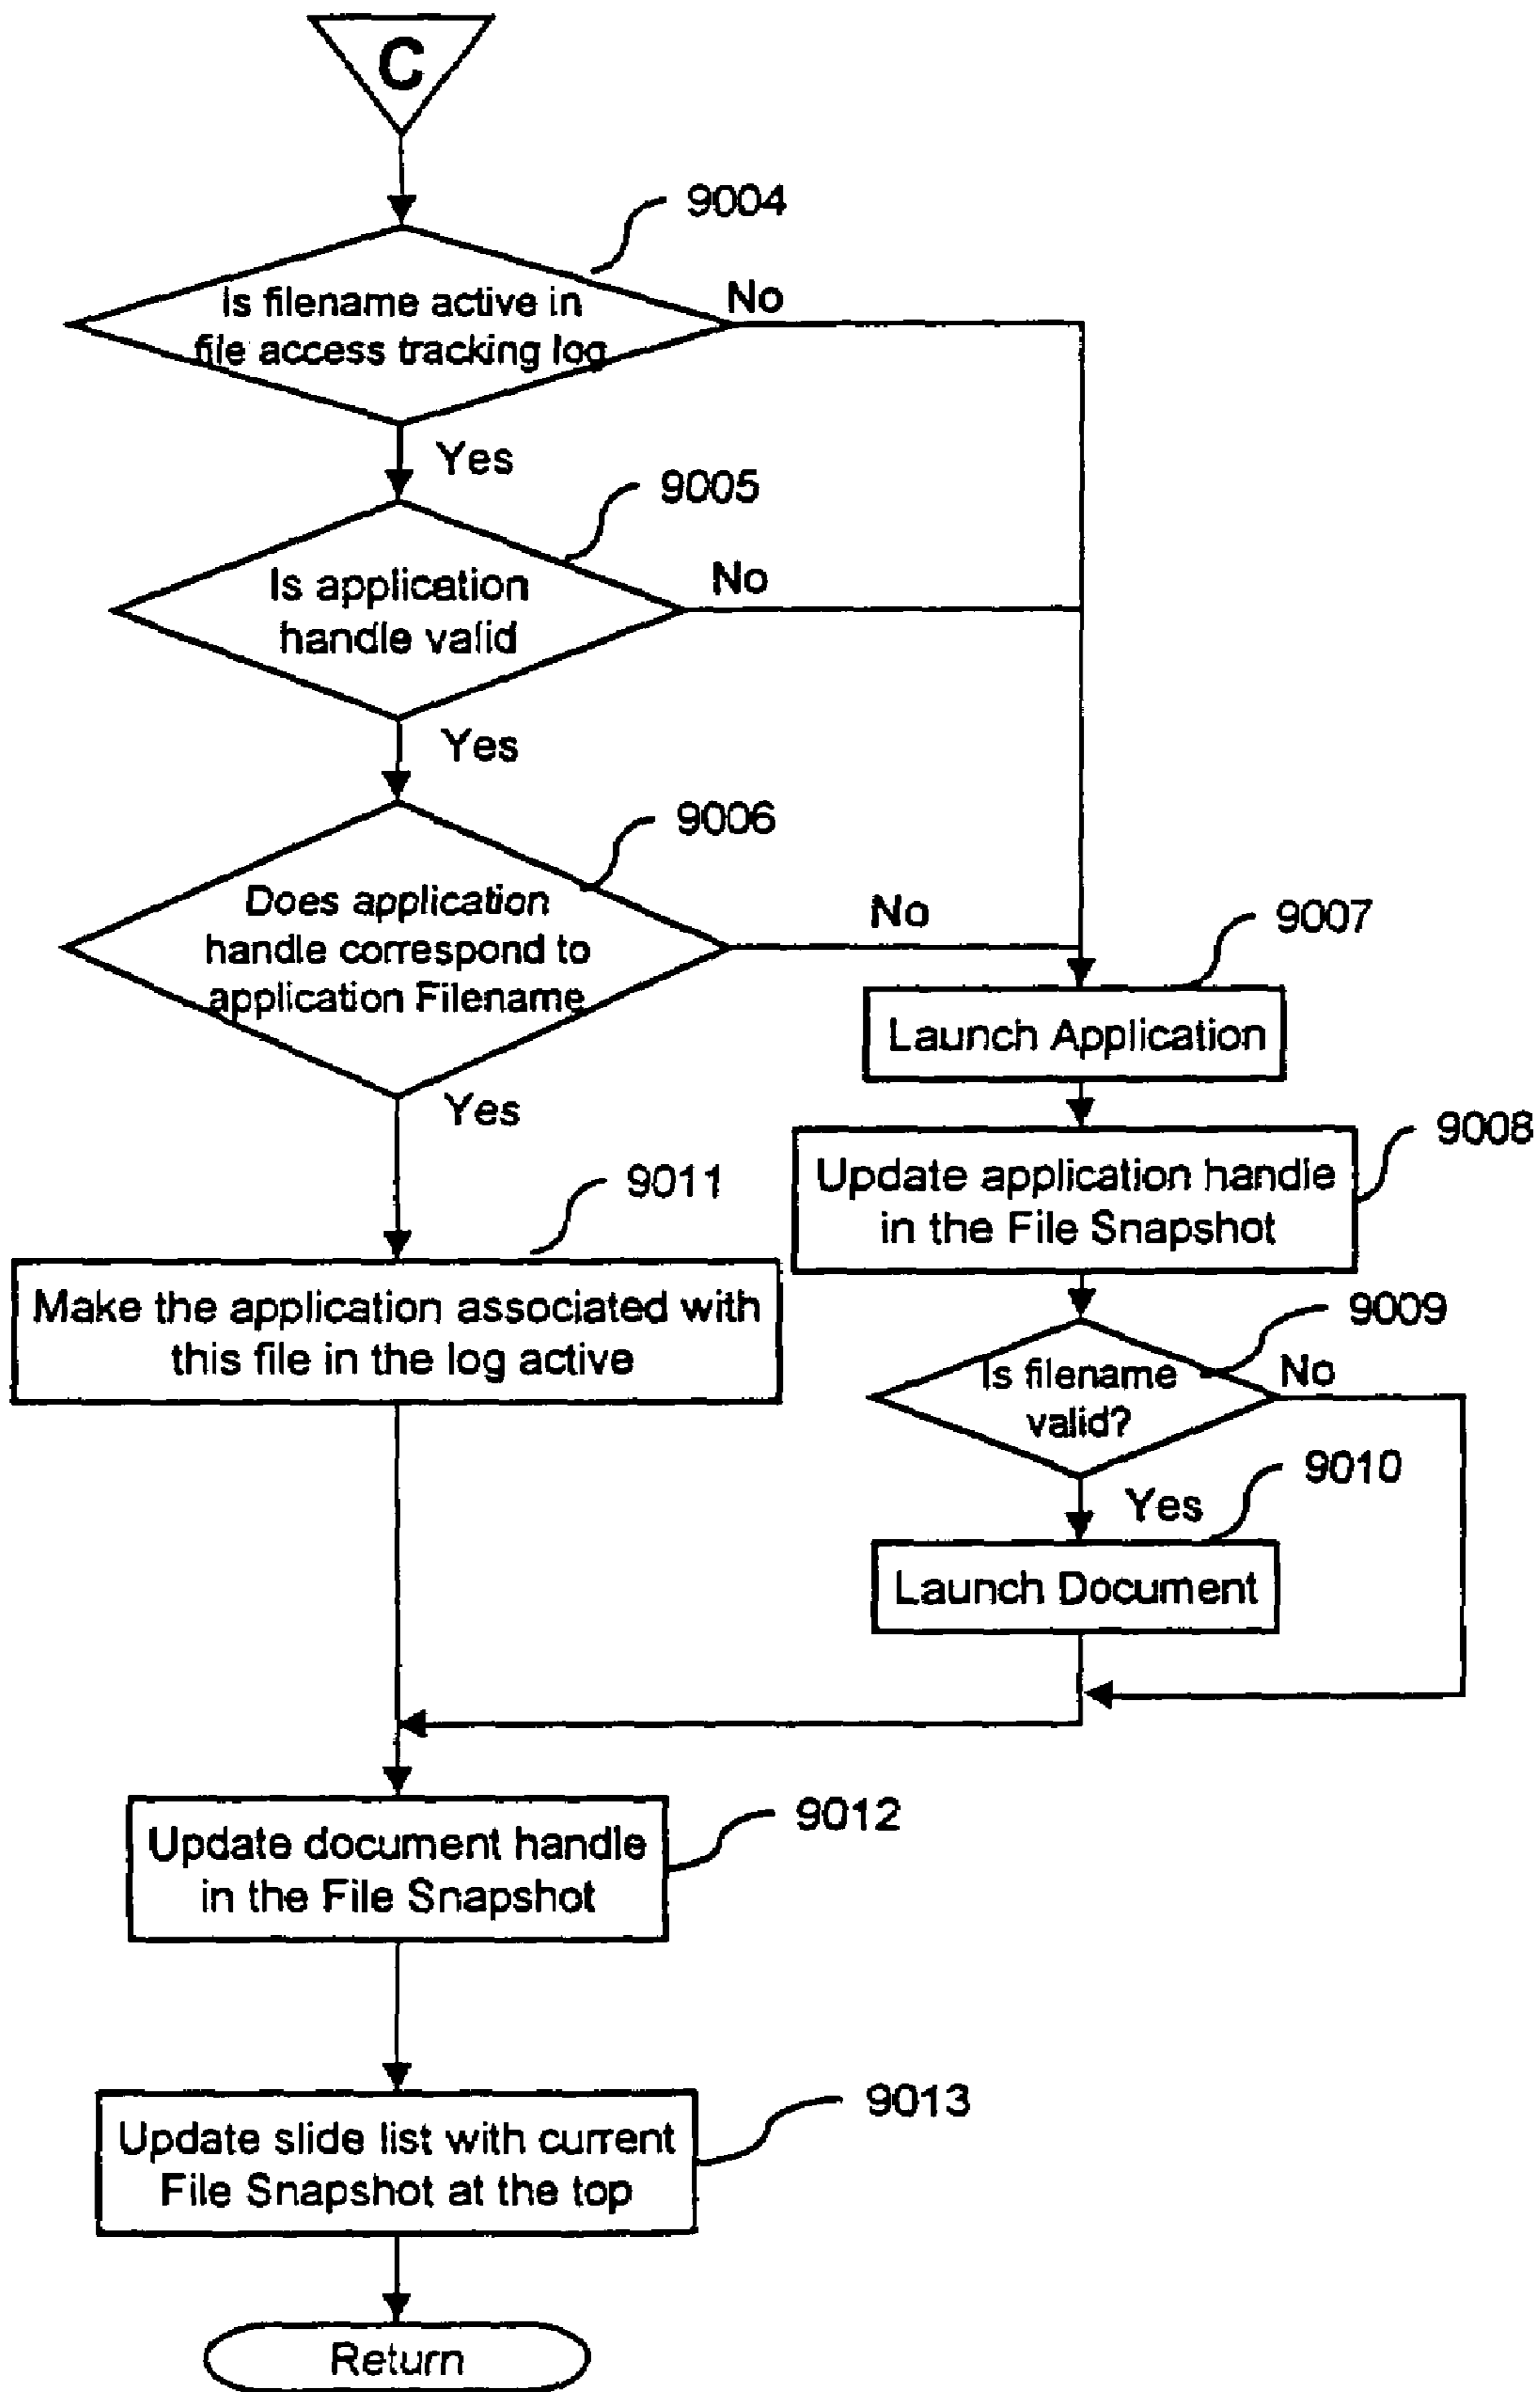 C
9004
Is filename active in
file access tracking log
No
Yes
9005
Is application
handle valid
No
Yes
9006
Does application
handle correspond to
application Filename
No
Yes
9007
Launch Application
9008
Update application handle
in the File Snapshot
9011
Make the application associated with
this file in the log active
9009
Is filename
valid?
No
Yes
9010
Launch Document
9012
Update document handle
in the File Snapshot
9013
Update slide list with current
File Snapshot at the top
Return